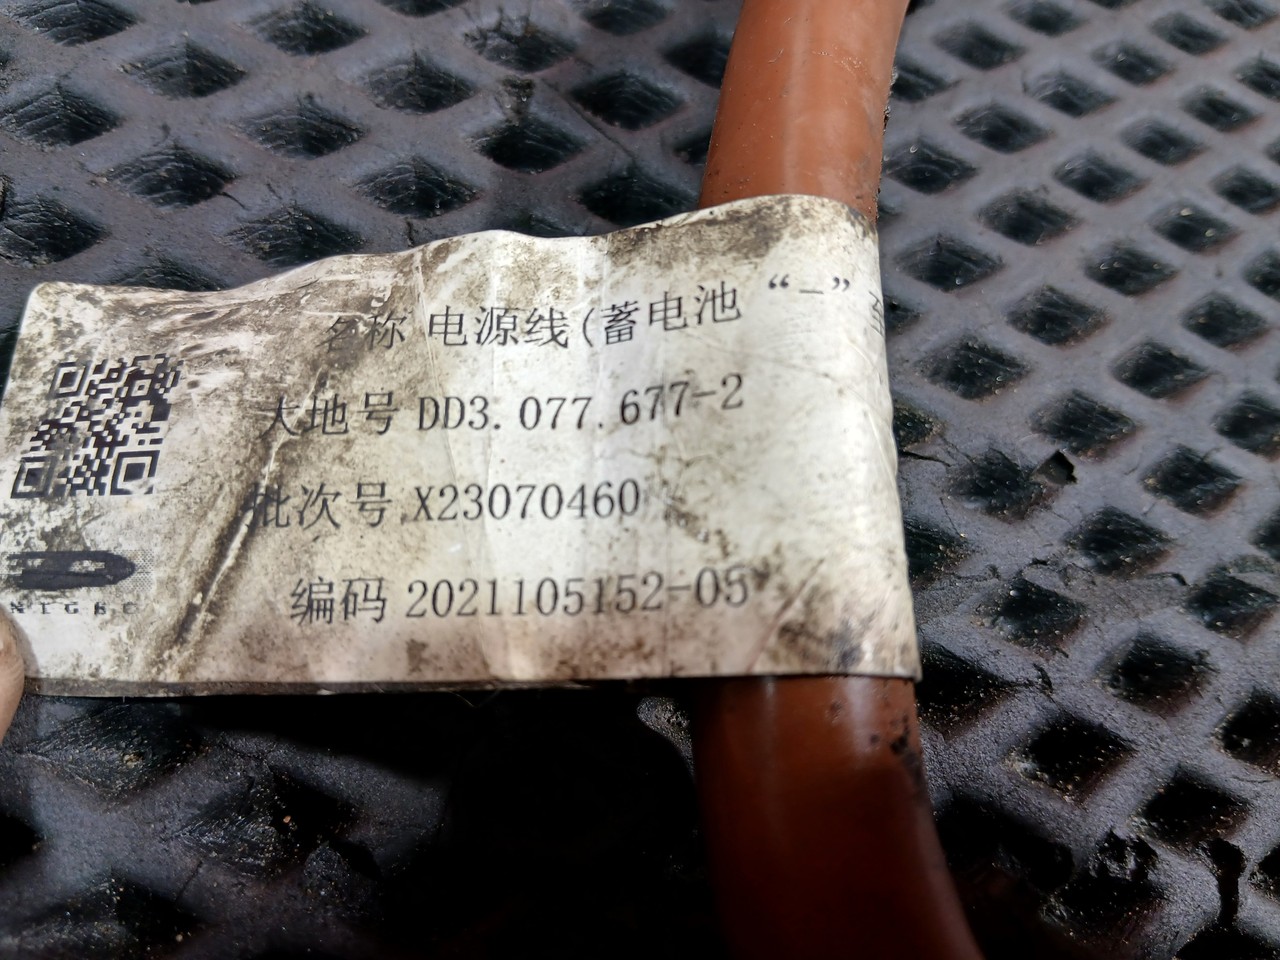 名称 电源线(蓄电池 “-” 至
大地号 DD3.077.677-2
批次号 X23070460
编码 2021105152-05